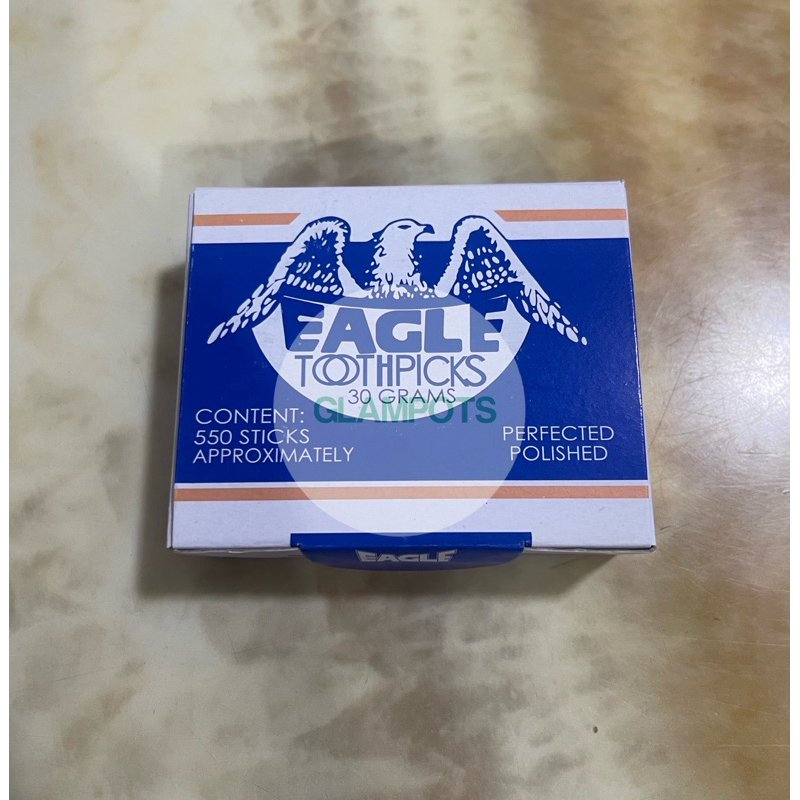 EAGLE
TOOTHPICKS
30 GRAMS
GLAMPOTS
CONTENT:
550 STICKS
APPROXIMATELY
PERFECTED
POLISHED
EAGLE